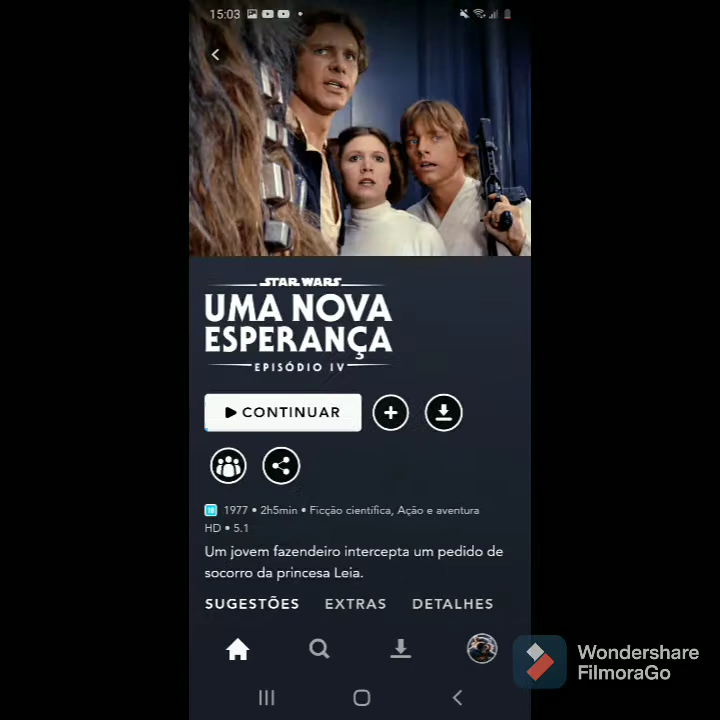 15:03
STAR WARS
UMA NOVA
ESPERANÇA
EPISÓDIO IV
CONTINUAR
10 1977 • 2h5min • Ficção científica, Ação e aventura
HD • 5.1
Um jovem fazendeiro intercepta um pedido de
socorro da princesa Leia.
SUGESTÕES EXTRAS DETALHES
Wondershare
FilmoraGo